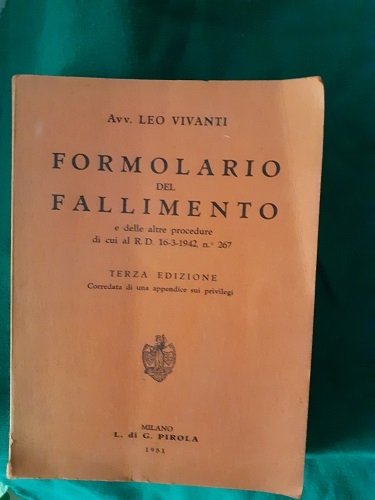 Avv. LEO VIVANTI
FORMOLARIO
DEL
FALLIMENTO
e delle altre procedure
di cui al R. D. 16-3-1942, n.° 267
TERZA EDIZIONE
Corredata di una appendice sui privilegi
MILANO
L. di G. PIROLA
1951